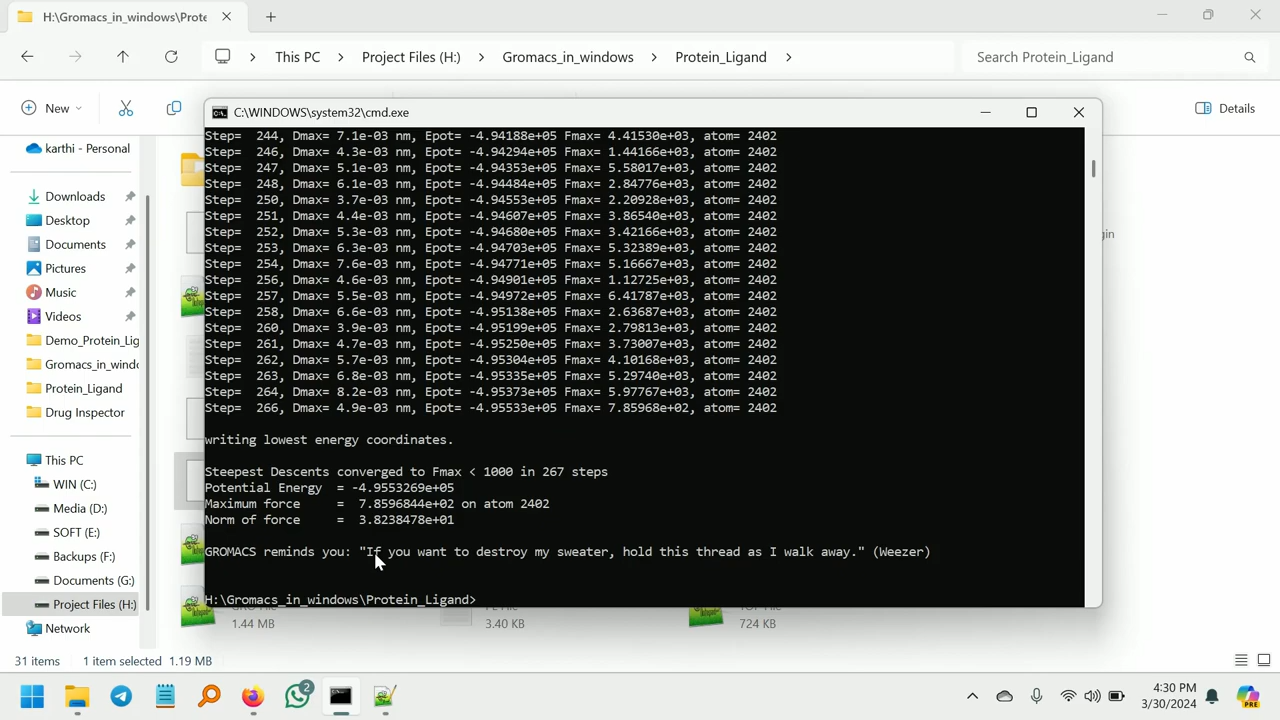 H:\Gromacs_in_windows\Prote
This PC > Project Files (H:) > Gromacs_in_windows > Protein_Ligand >
Search Protein_Ligand
New
Details
karthi - Personal
Downloads
Desktop
Documents
Pictures
Music
Videos
Demo_Protein_Lig
Gromacs_in_windo
Protein_Ligand
Drug Inspector
This PC
WIN (C:)
Media (D:)
SOFT (E:)
Backups (F:)
Documents (G:)
Project Files (H:)
Network
C:\WINDOWS\system32\cmd.exe
Step= 244, Dmax= 7.1e-03 nm, Epot= -4.94188e+05 Fmax= 4.41530e+03, atom= 2402
Step= 246, Dmax= 4.3e-03 nm, Epot= -4.94294e+05 Fmax= 1.44166e+03, atom= 2402
Step= 247, Dmax= 5.1e-03 nm, Epot= -4.94353e+05 Fmax= 5.58017e+03, atom= 2402
Step= 248, Dmax= 6.1e-03 nm, Epot= -4.94484e+05 Fmax= 2.84776e+03, atom= 2402
Step= 250, Dmax= 3.7e-03 nm, Epot= -4.94553e+05 Fmax= 2.20928e+03, atom= 2402
Step= 251, Dmax= 4.4e-03 nm, Epot= -4.94607e+05 Fmax= 3.86540e+03, atom= 2402
Step= 252, Dmax= 5.3e-03 nm, Epot= -4.94680e+05 Fmax= 3.42166e+03, atom= 2402
Step= 253, Dmax= 6.3e-03 nm, Epot= -4.94703e+05 Fmax= 5.32389e+03, atom= 2402
Step= 254, Dmax= 7.6e-03 nm, Epot= -4.94771e+05 Fmax= 5.16667e+03, atom= 2402
Step= 256, Dmax= 4.6e-03 nm, Epot= -4.94901e+05 Fmax= 1.12725e+03, atom= 2402
Step= 257, Dmax= 5.5e-03 nm, Epot= -4.94972e+05 Fmax= 6.41787e+03, atom= 2402
Step= 258, Dmax= 6.6e-03 nm, Epot= -4.95138e+05 Fmax= 2.63687e+03, atom= 2402
Step= 260, Dmax= 3.9e-03 nm, Epot= -4.95199e+05 Fmax= 2.79813e+03, atom= 2402
Step= 261, Dmax= 4.7e-03 nm, Epot= -4.95250e+05 Fmax= 3.73007e+03, atom= 2402
Step= 262, Dmax= 5.7e-03 nm, Epot= -4.95304e+05 Fmax= 4.10168e+03, atom= 2402
Step= 263, Dmax= 6.8e-03 nm, Epot= -4.95335e+05 Fmax= 5.29740e+03, atom= 2402
Step= 264, Dmax= 8.2e-03 nm, Epot= -4.95373e+05 Fmax= 5.97767e+03, atom= 2402
Step= 266, Dmax= 4.9e-03 nm, Epot= -4.95533e+05 Fmax= 7.85968e+02, atom= 2402
writing lowest energy coordinates.
Steepest Descents converged to Fmax < 1000 in 267 steps
Potential Energy = -4.9553269e+05
Maximum force = 7.8596844e+02 on atom 2402
Norm of force = 3.8238478e+01
GROMACS reminds you: "If you want to destroy my sweater, hold this thread as I walk away." (Weezer)
H:\Gromacs_in_windows\Protein_Ligand>
1.44 MB
3.40 KB
724 KB
31 items 1 item selected 1.19 MB
2
4:30 PM
3/30/2024
PRE